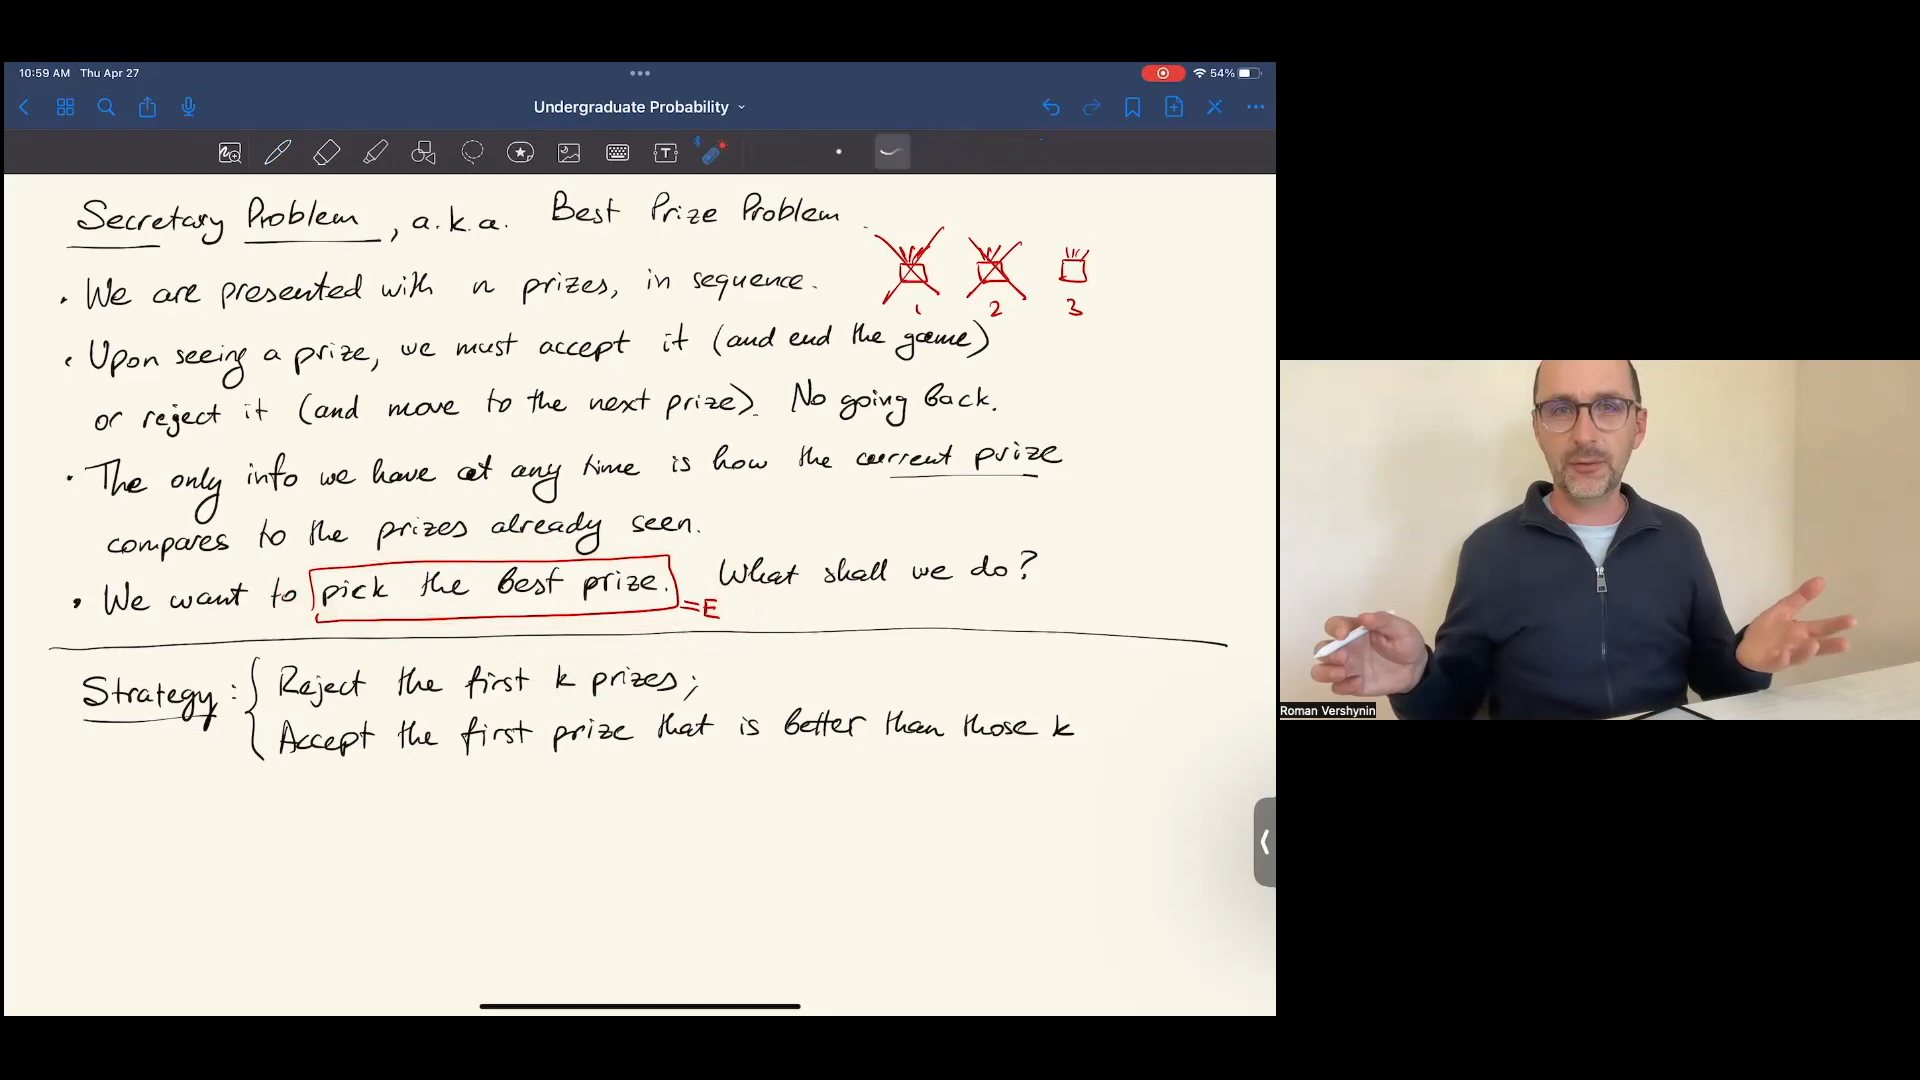 10:59 AM Thu Apr 27
54%
Undergraduate Probability
Secretary Problem, a.k.a. Best Prize Problem
• We are presented with n prizes, in sequence.
1 2 3
• Upon seeing a prize, we must accept it (and end the game)
or reject it (and move to the next prize). No going back.
• The only info we have at any time is how the current prize
compares to the prizes already seen.
• We want to pick the best prize. What shall we do?
=E
Strategy: { Reject the first k prizes;
Accept the first prize that is better than those k
Roman Vershynin